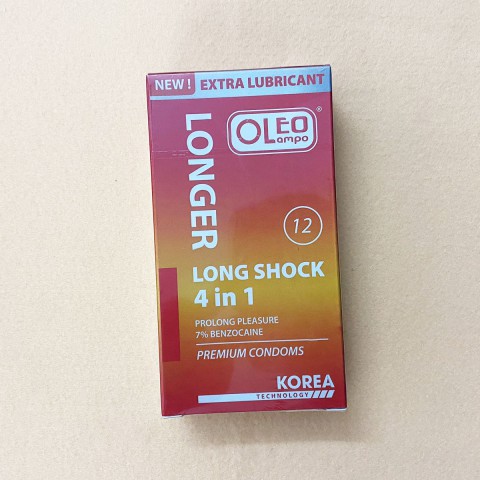 NEW !
EXTRA LUBRICANT
OLEO
ampo
®
LONGER
12
LONG SHOCK
4 in 1
PROLONG PLEASURE
7% BENZOCAINE
PREMIUM CONDOMS
KOREA
TECHNOLOGY